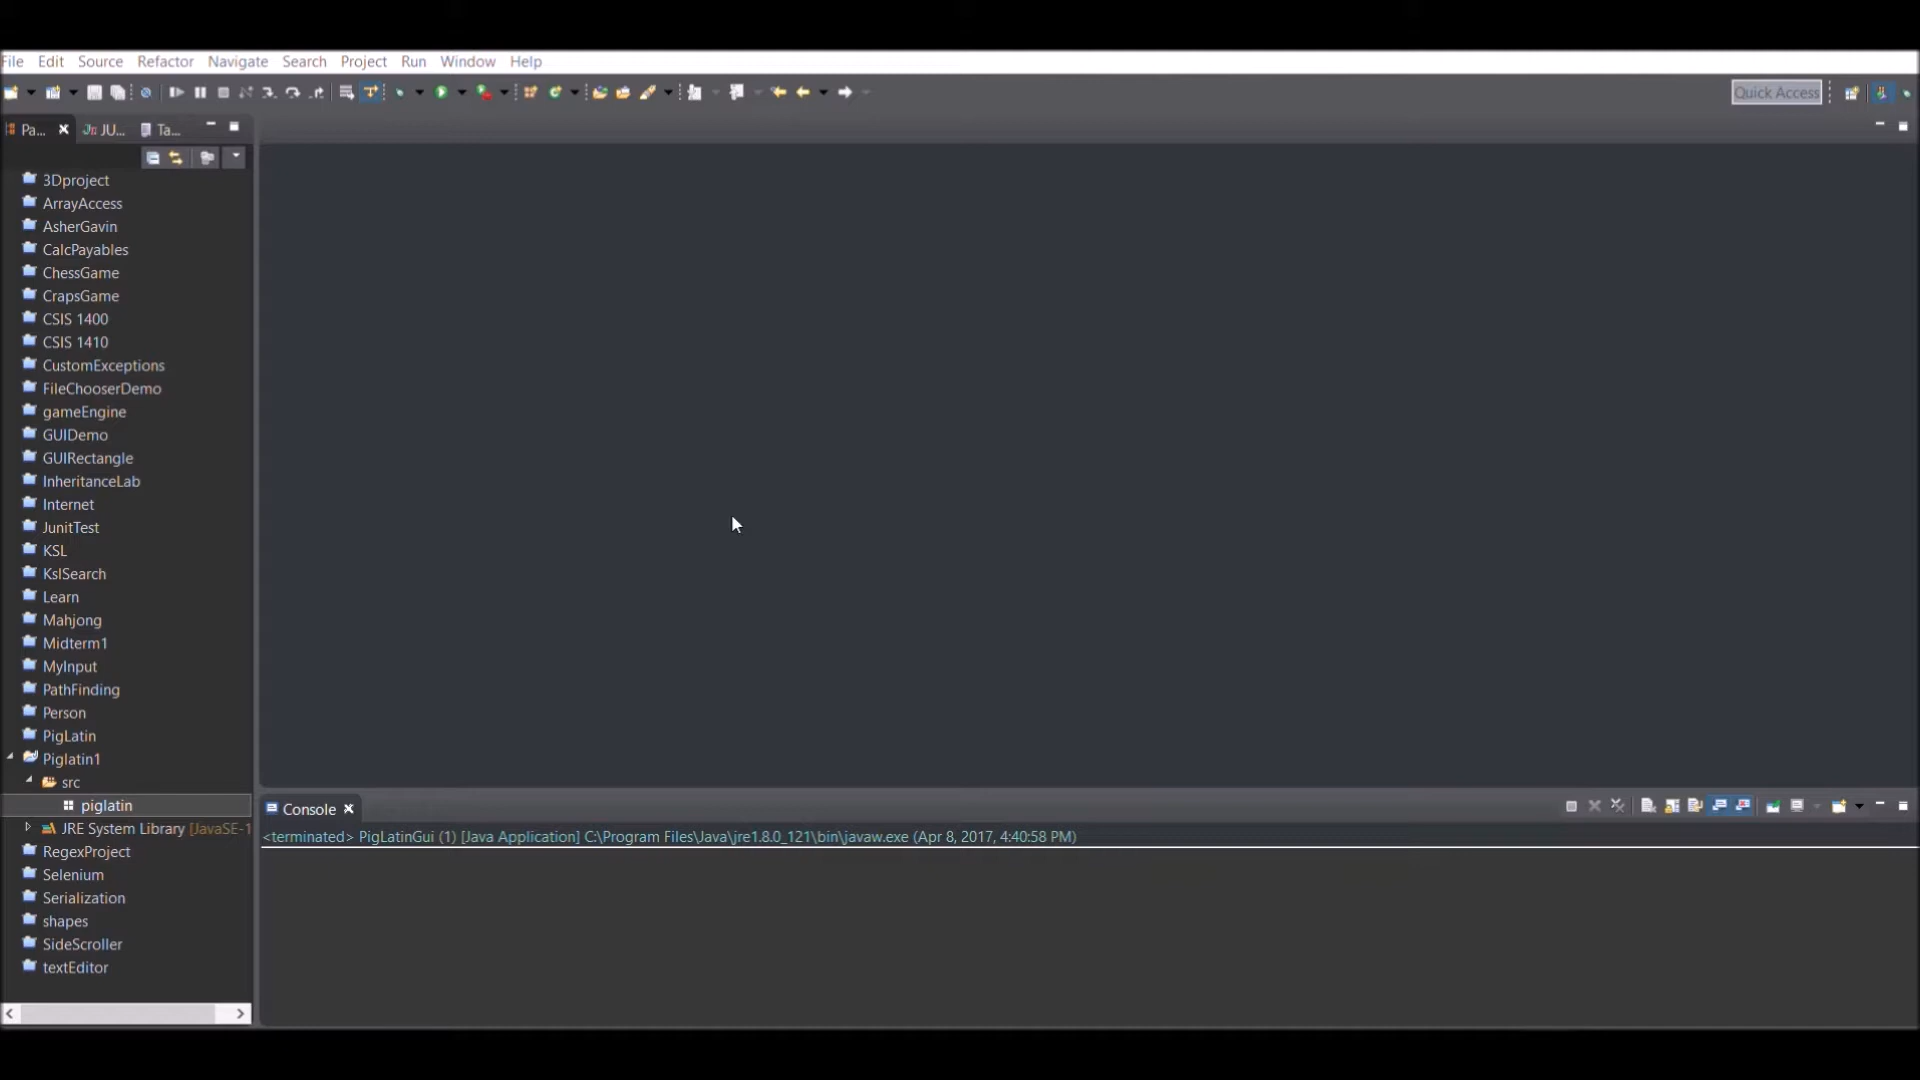 File Edit Source Refactor Navigate Search Project Run Window Help
Quick Access
Pa... JU... Ta...
3Dproject
ArrayAccess
AsherGavin
CalcPayables
ChessGame
CrapsGame
CSIS 1400
CSIS 1410
CustomExceptions
FileChooserDemo
gameEngine
GUIDemo
GUIRectangle
InheritanceLab
Internet
JunitTest
KSL
KslSearch
Learn
Mahjong
Midterm1
MyInput
PathFinding
Person
PigLatin
Piglatin1
src
piglatin
JRE System Library [JavaSE-1
RegexProject
Selenium
Serialization
shapes
SideScroller
textEditor
Console
<terminated> PigLatinGui (1) [Java Application] C:\Program Files\Java\jre1.8.0_121\bin\javaw.exe (Apr 8, 2017, 4:40:58 PM)